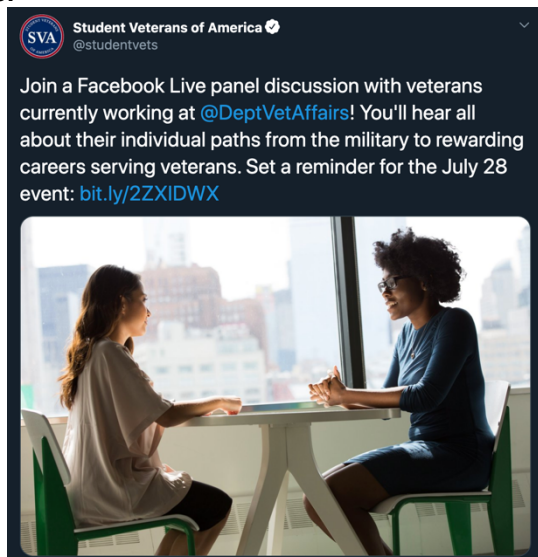 SVA
Student Veterans of America
@studentvets
Join a Facebook Live panel discussion with veterans
currently working at @DeptVetAffairs! You'll hear all
about their individual paths from the military to rewarding
careers serving veterans. Set a reminder for the July 28
event: bit.ly/2ZXIDWX